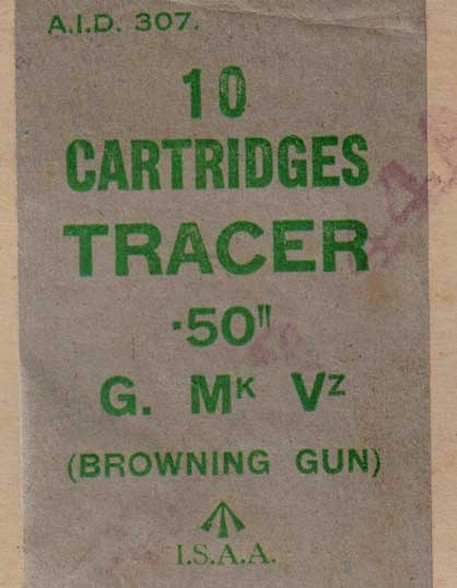 A.I.D. 307.
10
CARTRIDGES
TRACER
·50"
G. Mᴷ Vᶻ
(BROWNING GUN)
I.S.A.A.